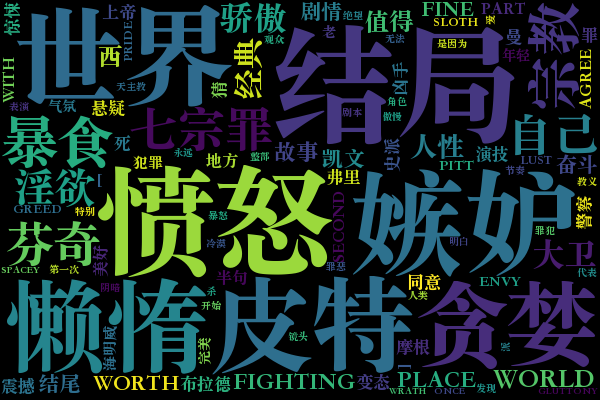 惊悚
上帝
骄傲
剧情
绝望
值得
FINE
SLOTH
PART
世界
PRIDE
观众
老
结局
宗教
罪
WITH
西
经典
猜
无法
曼
是因为
年轻
AGREE
天主教
凶手
表演
气氛
悬疑
七宗罪
剧本
角色
傲慢
自己
暴食
死
永远
整部
故事
史派
人性
演技
LUST
节奏
奋斗
教义
犯罪
地方
凯文
弗里
PITT
淫欲
[
愤怒
嫉妒
警察
GREED
特别
暴怒
SECOND
罪犯
芬奇
美好
冷漠
明白
大卫
SPACEY
第一次
半句
罪恶
同意
ENVY
代表
懒惰
阴暗
杀
皮特
人类
贪婪
海明威
开始
]
完美
镜头
摩根
派
震撼
结尾
WORTH
布拉德
FIGHTING
变态
PLACE
WRATH
ONCE
发现
WORLD
GLUTTONY